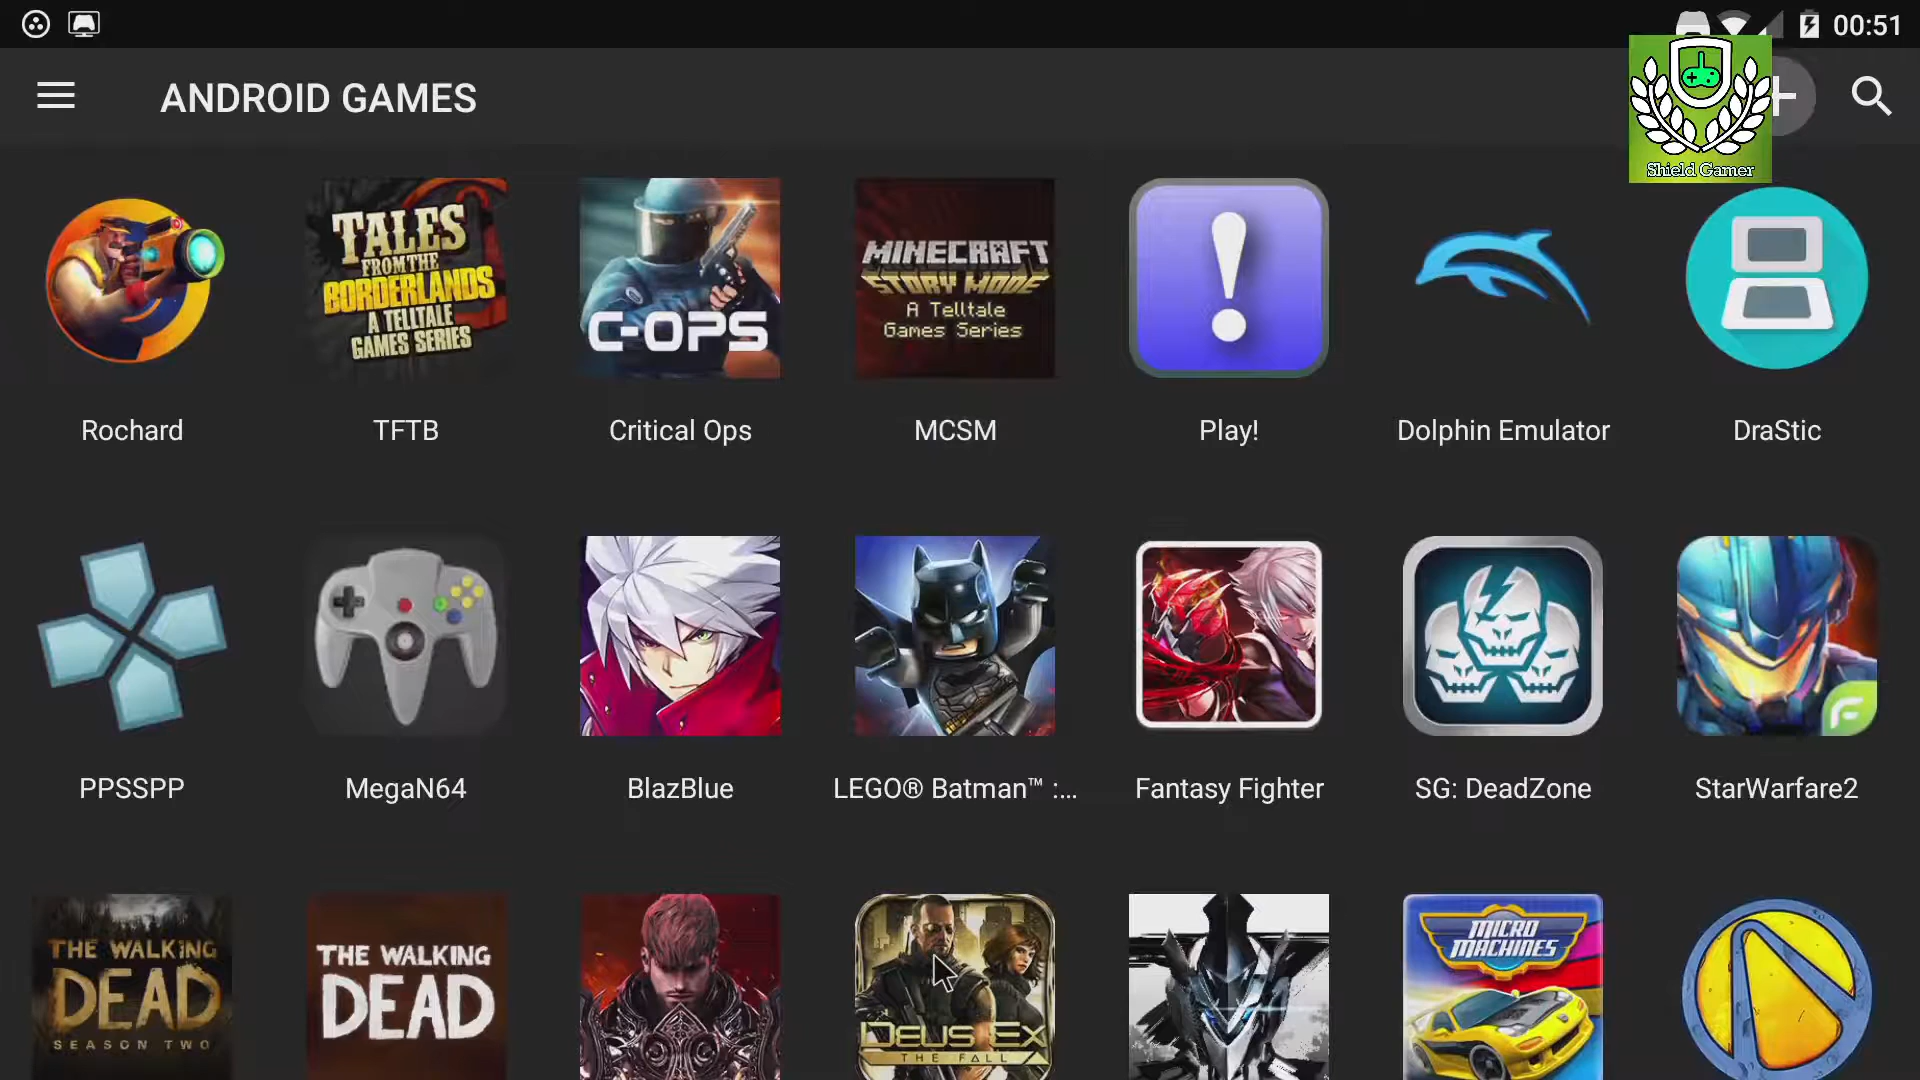 00:51
ANDROID GAMES
Shield Gamer
TALES
FROM THE
BORDERLANDS
A TELLTALE
GAMES SERIES
C-OPS
MINECRAFT
STORY MODE
A Telltale
Games Series
!
Rochard
TFTB
Critical Ops
MCSM
Play!
Dolphin Emulator
DraStic
PPSSPP
MegaN64
BlazBlue
LEGO® Batman™ :...
Fantasy Fighter
SG: DeadZone
StarWarfare2
THE WALKING
DEAD
SEASON TWO
THE WALKING
DEAD
DEUS EX
THE FALL
MICRO
MACHINES